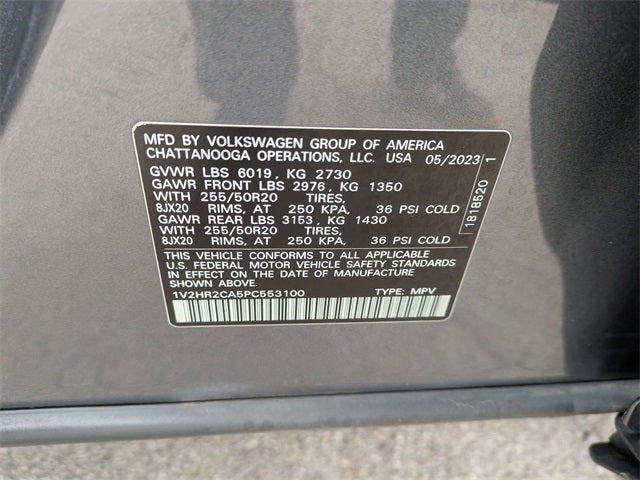 MFD BY VOLKSWAGEN GROUP OF AMERICA
CHATTANOOGA OPERATIONS, LLC. USA 05/2023
GVWR LBS 6019, KG 2730
GAWR FRONT LBS 2976, KG 1350
WITH 255/50R20 TIRES,
8JX20 RIMS, AT 250 KPA, 36 PSI COLD
GAWR REAR LBS 3153, KG 1430
WITH 255/50R20 TIRES,
8JX20 RIMS, AT 250 KPA, 36 PSI COLD
THIS VEHICLE CONFORMS TO ALL APPLICABLE
U.S. FEDERAL MOTOR VEHICLE SAFETY STANDARDS
IN EFFECT ON THE DATE OF MANUFACTURE
SHOWN ABOVE.
1V2HR2CA5PC553100 TYPE: MPV
1819520 1